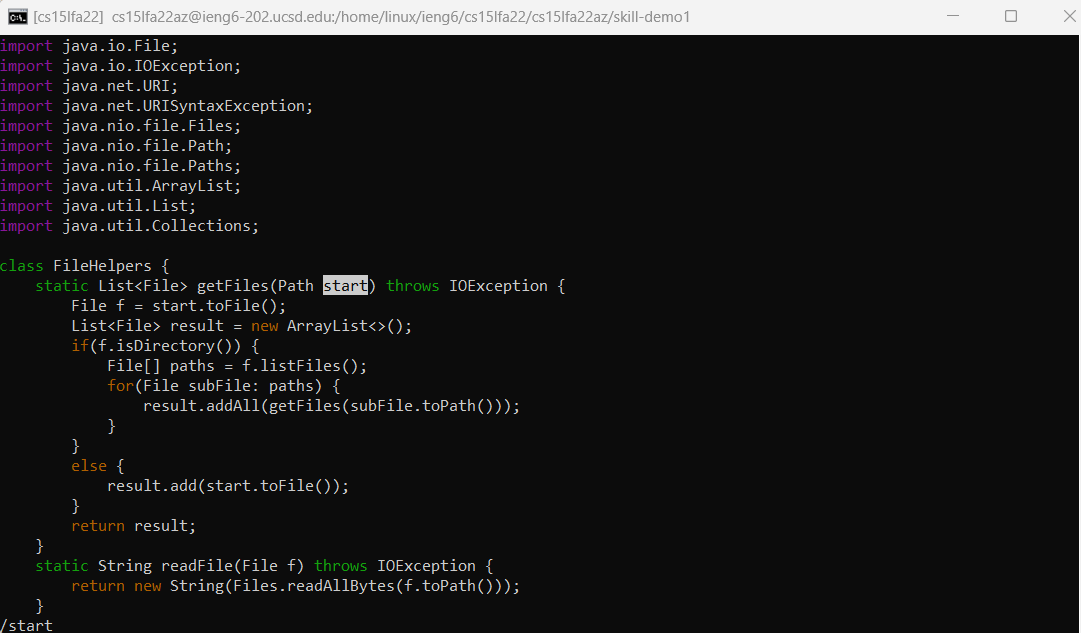 [cs15lfa22] cs15lfa22az@ieng6-202.ucsd.edu:/home/linux/ieng6/cs15lfa22/cs15lfa22az/skill-demo1
import java.io.File;
import java.io.IOException;
import java.net.URI;
import java.net.URISyntaxException;
import java.nio.file.Files;
import java.nio.file.Path;
import java.nio.file.Paths;
import java.util.ArrayList;
import java.util.List;
import java.util.Collections;

class FileHelpers {
    static List<File> getFiles(Path start) throws IOException {
        File f = start.toFile();
        List<File> result = new ArrayList<>();
        if(f.isDirectory()) {
            File[] paths = f.listFiles();
            for(File subFile: paths) {
                result.addAll(getFiles(subFile.toPath()));
            }
        }
        else {
            result.add(start.toFile());
        }
        return result;
    }
    static String readFile(File f) throws IOException {
        return new String(Files.readAllBytes(f.toPath()));
    }
/start